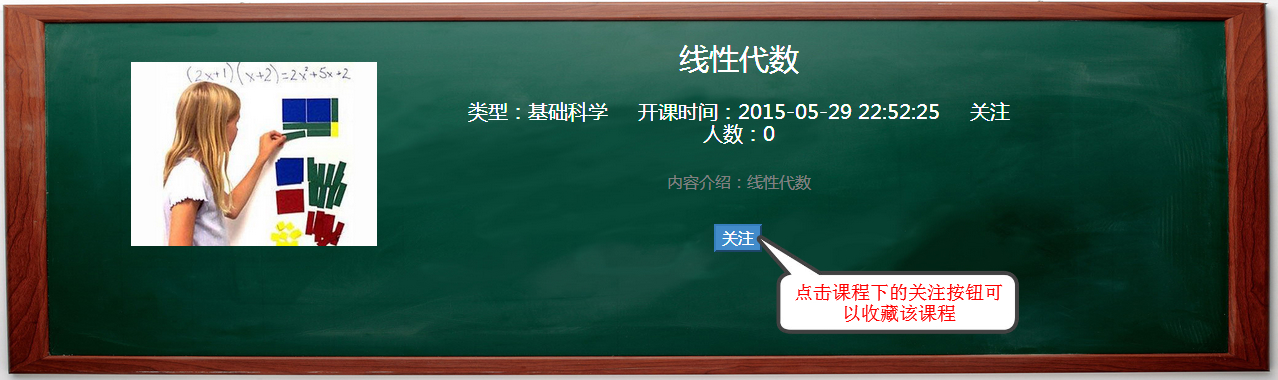 (2x+1)(x+2)=2x²+5x+2
线性代数
类型：基础科学 开课时间：2015-05-29 22:52:25 关注
人数：0
内容介绍：线性代数
关注
点击课程下的关注按钮可
以收藏该课程